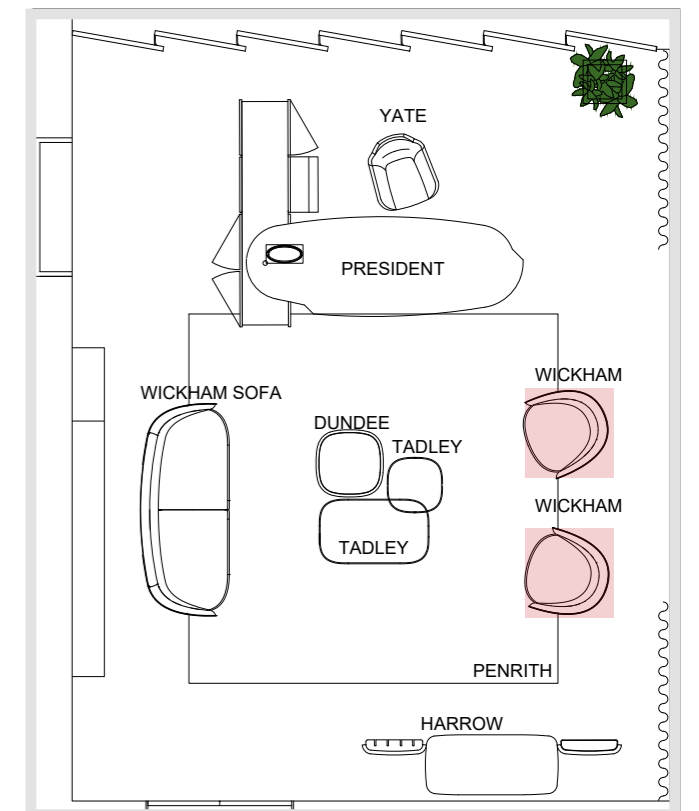 YATE
PRESIDENT
WICKHAM
WICKHAM SOFA
DUNDEE
TADLEY
WICKHAM
TADLEY
PENRITH
HARROW